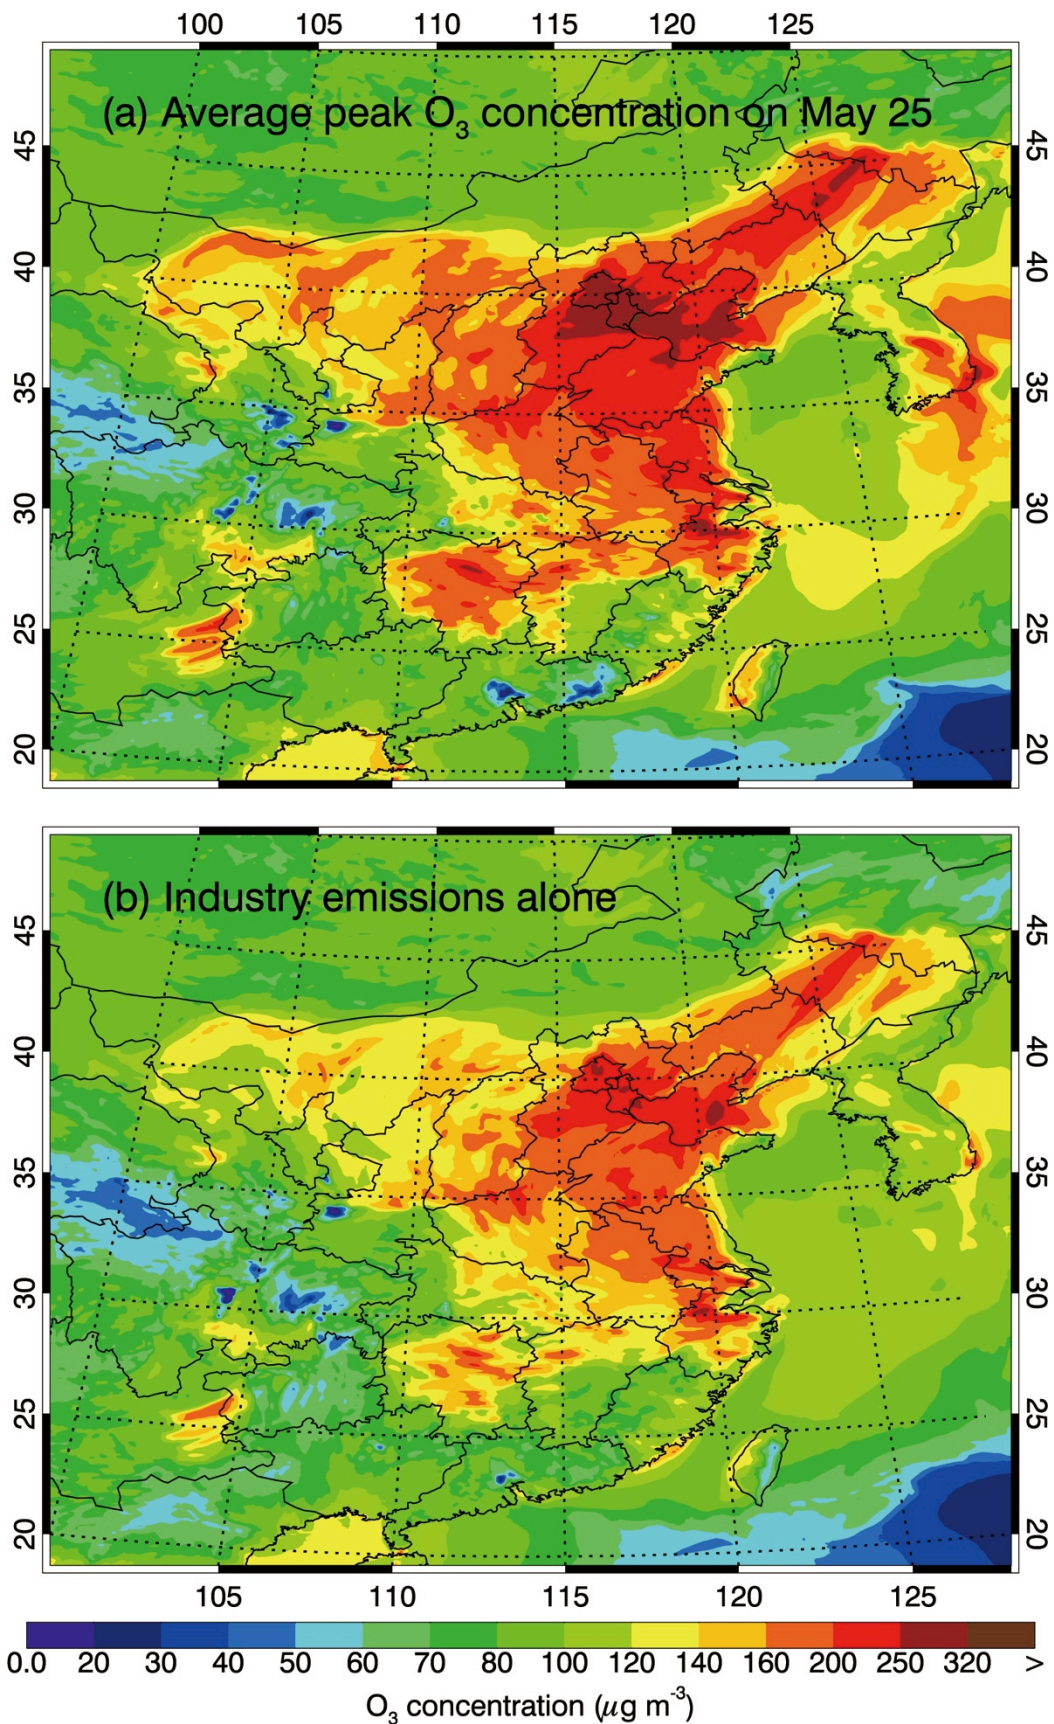 100 105 110 115 120 125
(a) Average peak O₃ concentration on May 25
45 45
40 40
35 35
30 30
25 25
20 20
(b) Industry emissions alone
45 45
40 40
35 35
30 30
25 25
20 20
105 110 115 120 125
0.0 20 30 40 50 60 70 80 100 120 140 160 200 250 320 >
O₃ concentration (μg m⁻³)